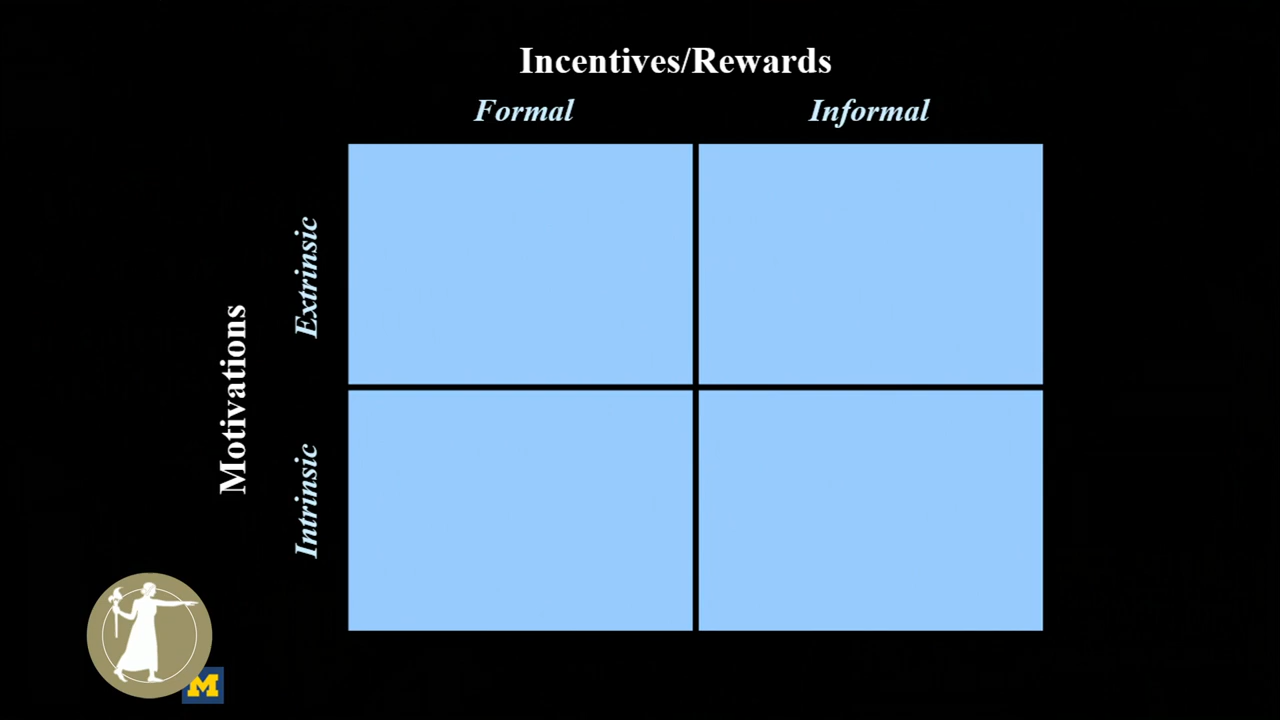 Incentives/Rewards
Formal
Informal
Motivations
Extrinsic
Intrinsic
M